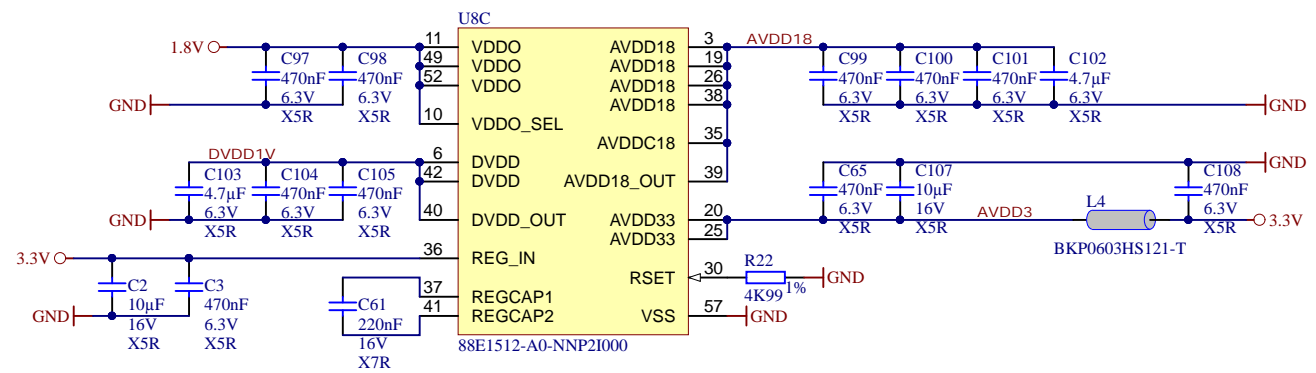 U8C
1.8V
C97
470nF
6.3V
X5R
C98
470nF
6.3V
X5R
GND
11 VDDO
49 VDDO
52 VDDO
10 VDDO_SEL
AVDD18 3
AVDD18 19
AVDD18 26
AVDD18 38
AVDDC18 35
AVDD18_OUT 39
AVDD18
C99
470nF
6.3V
X5R
C100
470nF
6.3V
X5R
C101
470nF
6.3V
X5R
C102
4.7µF
6.3V
X5R
GND
DVDD1V
C103
4.7µF
6.3V
X5R
C104
470nF
6.3V
X5R
C105
470nF
6.3V
X5R
GND
6 DVDD
42 DVDD
40 DVDD_OUT
AVDD33 20
AVDD33 25
C65
470nF
6.3V
X5R
C107
10µF
16V
X5R
AVDD3
L4
BKP0603HS121-T
C108
470nF
6.3V
X5R
GND
3.3V
3.3V
C2
10µF
16V
X5R
C3
470nF
6.3V
X5R
GND
36 REG_IN
37 REGCAP1
41 REGCAP2
C61
220nF
16V
X7R
RSET 30
R22
4K99
1%
GND
VSS 57
GND
88E1512-A0-NNP2I000